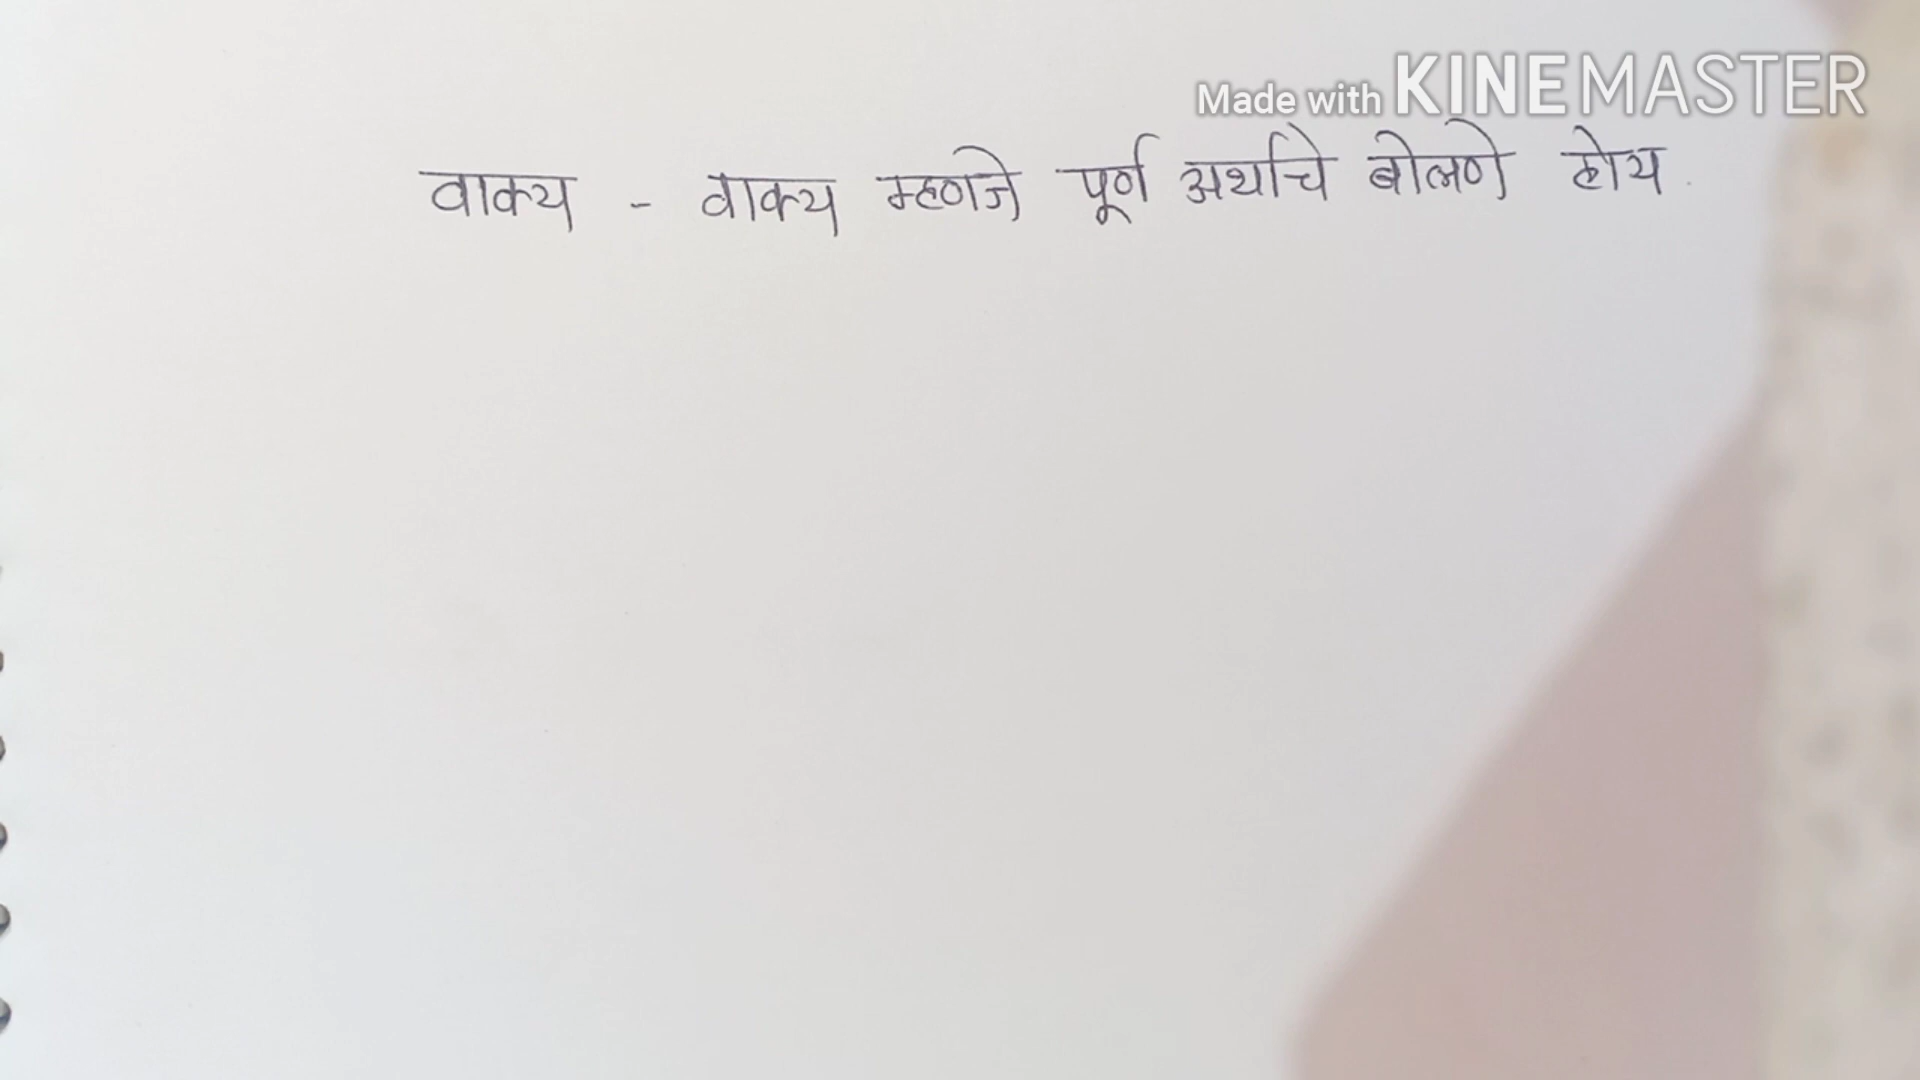 Made with KINEMASTER
वाक्य - वाक्य म्हणजे पूर्ण अर्थाचे बोलणे होय.